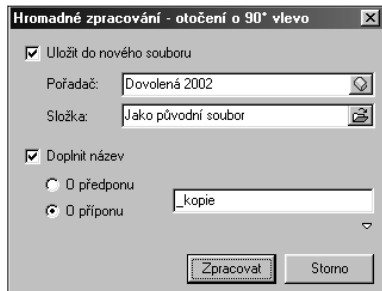 Hromadné zpracování - otočení o 90° vlevo
Uložit do nového souboru
Pořadač: Dovolená 2002
Složka: Jako původní soubor
Doplnit název
O předponu
_kopie
O příponu
Zpracovat Storno